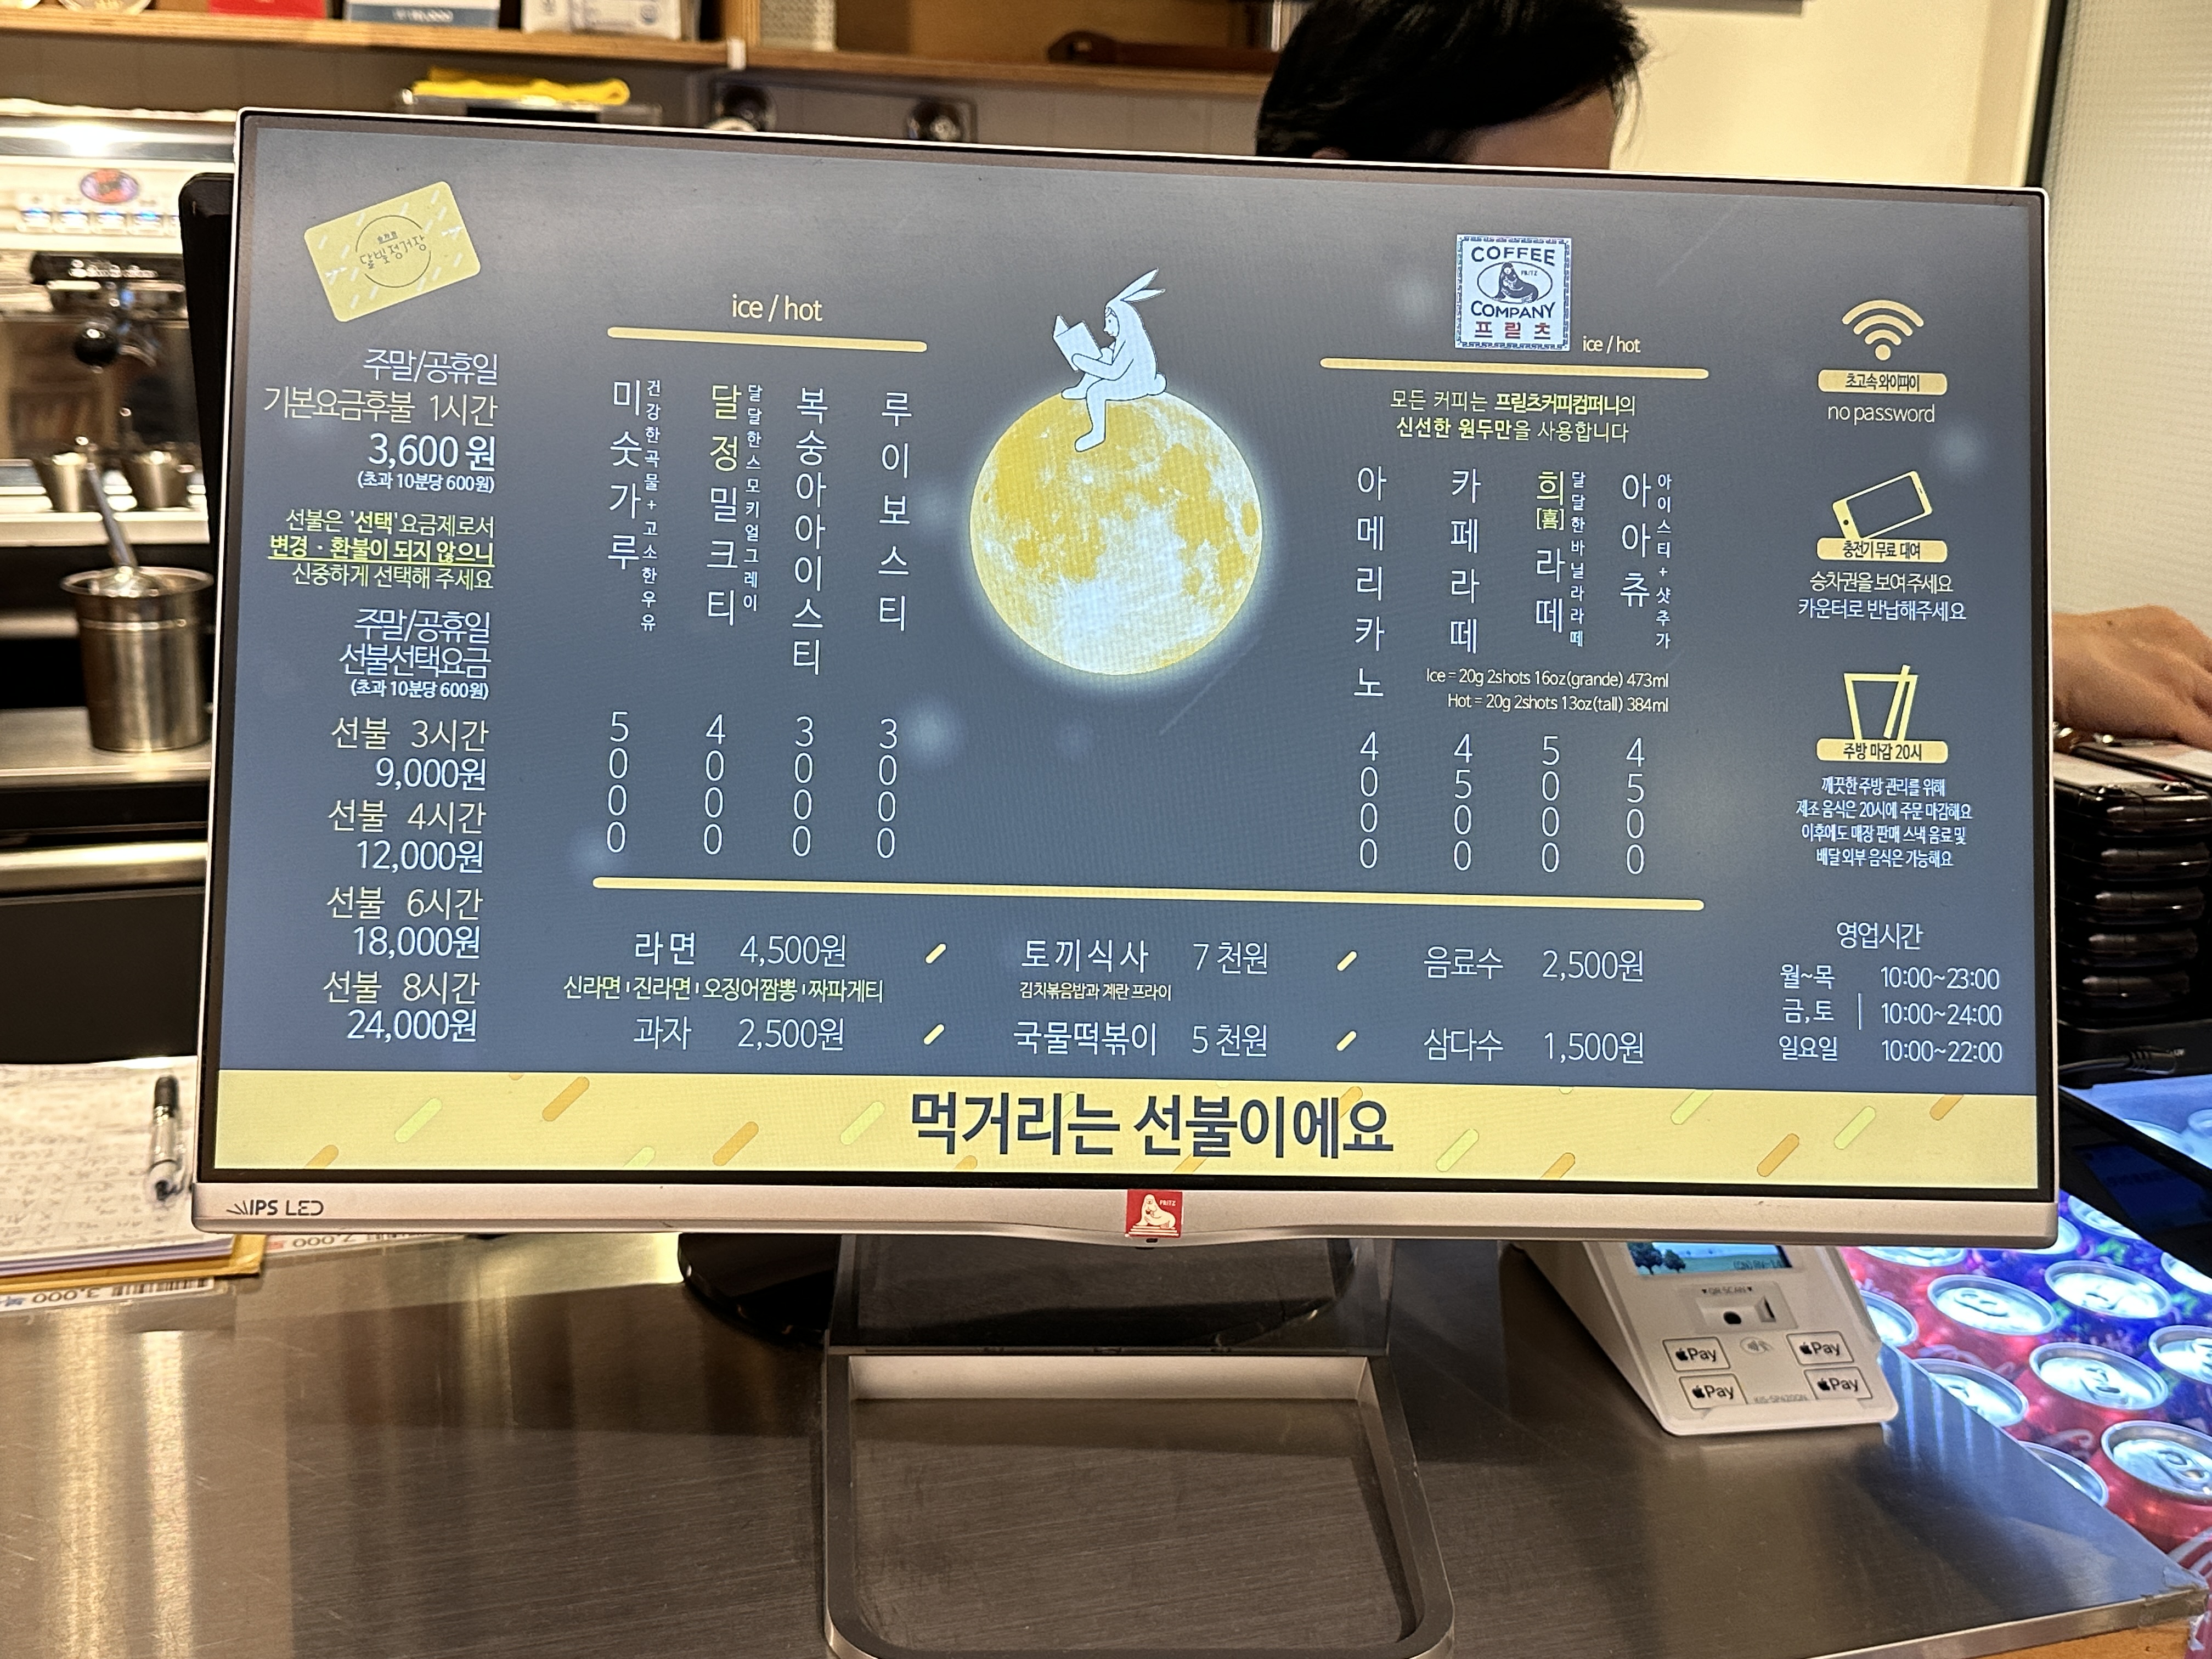 달빛정거장
주말/공휴일
기본요금후불 1시간
3,600 원
(초과 10분당 600원)
선불은 '선택' 요금제로서
변경 · 환불이 되지 않으니
신중하게 선택해 주세요
주말/공휴일
선불선택요금
(초과 10분당 600원)
선불 3시간
9,000원
선불 4시간
12,000원
선불 6시간
18,000원
선불 8시간
24,000원
ice / hot
미숫가루
건강한곡물+고소한우유
5000
달정밀크티
달달한스모키얼그레이
4000
복숭아아이스티
3000
루이보스티
3000
COFFEE
FRITZ
COMPANY
프릳츠
ice / hot
모든 커피는 프릳츠커피컴퍼니의
신선한 원두만을 사용합니다
아메리카노
4000
카페라떼
4500
희[喜]라떼
달달한바닐라라떼
5000
아아츄
아이스티+샷추가
4500
Ice = 20g 2shots 16oz(grande) 473ml
Hot = 20g 2shots 13oz(tall) 384ml
라면 4,500원
신라면 ı 진라면 ı 오징어짬뽕 ı 짜파게티
토끼식사 7 천원
김치볶음밥과 계란 프라이
음료수 2,500원
과자 2,500원
국물떡볶이 5 천원
삼다수 1,500원
초고속 와이파이
no password
충전기 무료 대여
승차권을 보여주세요
카운터로 반납해주세요
주방 마감 20시
깨끗한 주방 관리를 위해
제조 음식은 20시에 주문 마감해요
이후에도 매장 판매 스낵 음료 및
배달 외부 음식은 가능해요
영업시간
월~목 10:00~23:00
금,토 10:00~24:00
일요일 10:00~22:00
먹거리는 선불이에요
IPS LED
FRITZ
QR SCAN
Pay
Pay
Pay
Pay
3,000
7,000